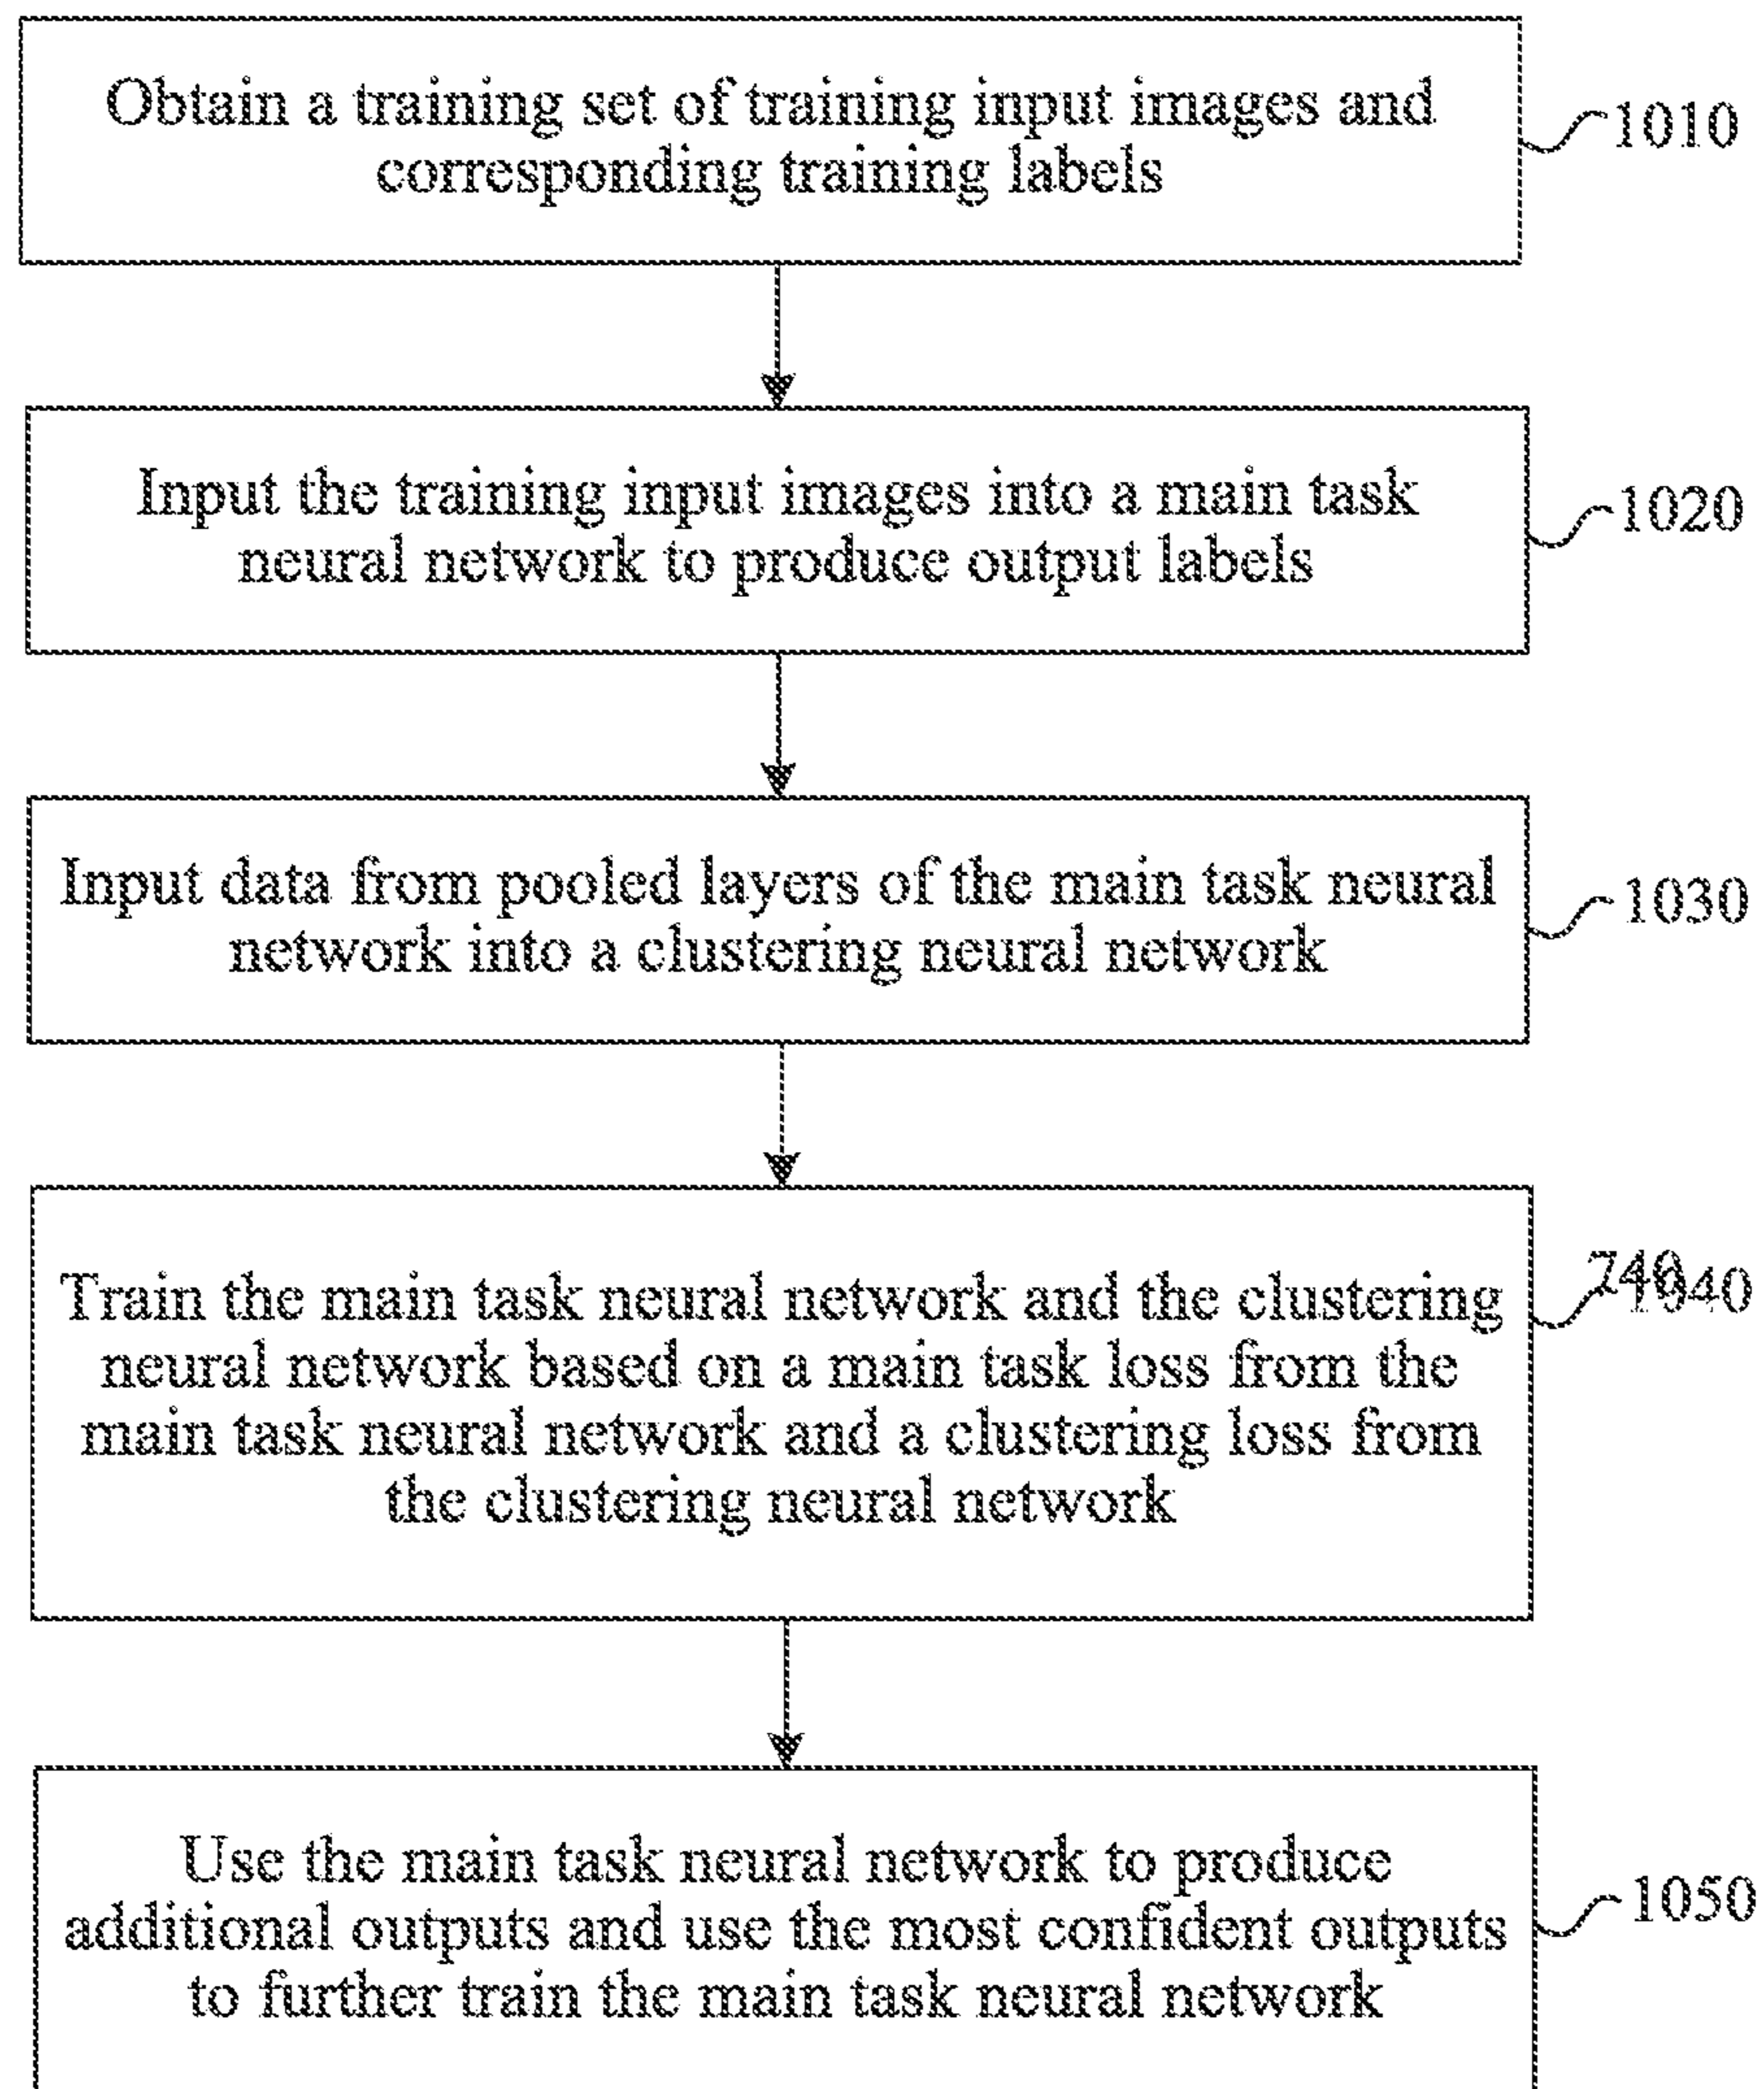 Obtain a training set of training input images and
corresponding training labels
1010
Input the training input images into a main task
neural network to produce output labels
1020
Input data from pooled layers of the main task neural
network into a clustering neural network
1030
Train the main task neural network and the clustering
neural network based on a main task loss from the
main task neural network and a clustering loss from
the clustering neural network
740
1040
Use the main task neural network to produce
additional outputs and use the most confident outputs
to further train the main task neural network
1050